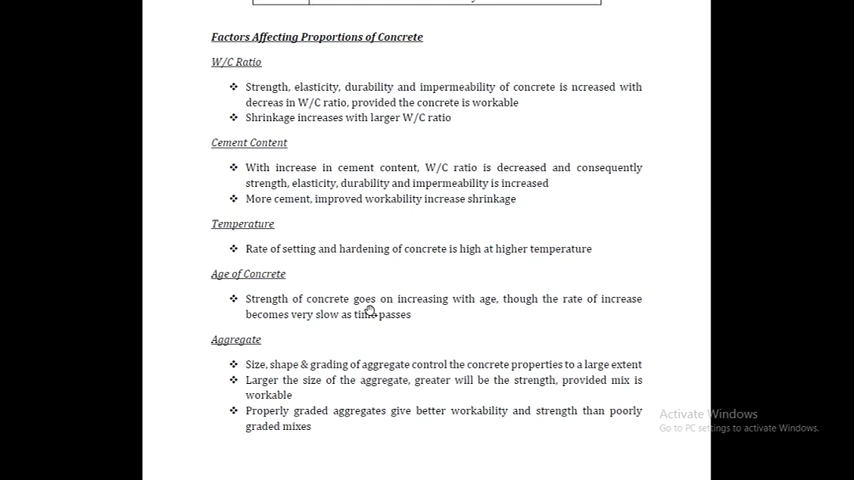 Factors Affecting Proportions of Concrete
W/C Ratio
❖ Strength, elasticity, durability and impermeability of concrete is ncreased with
decreas in W/C ratio, provided the concrete is workable
❖ Shrinkage increases with larger W/C ratio
Cement Content
❖ With increase in cement content, W/C ratio is decreased and consequently
strength, elasticity, durability and impermeability is increased
❖ More cement, improved workability increase shrinkage
Temperature
❖ Rate of setting and hardening of concrete is high at higher temperature
Age of Concrete
❖ Strength of concrete goes on increasing with age, though the rate of increase
becomes very slow as time passes
Aggregate
❖ Size, shape & grading of aggregate control the concrete properties to a large extent
❖ Larger the size of the aggregate, greater will be the strength, provided mix is
workable
❖ Properly graded aggregates give better workability and strength than poorly
graded mixes
Activate Windows
Go to PC settings to activate Windows.